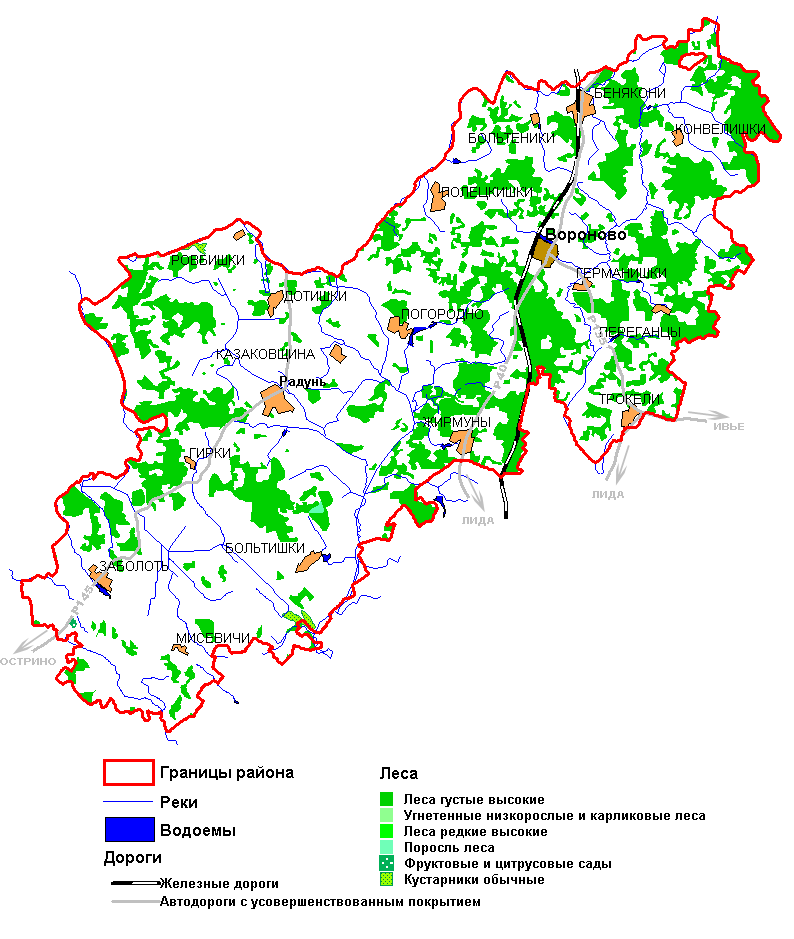 БЕНЯКОНИ
КОНВЕЛИШКИ
БОЛЬТЕНИКИ
ПОЛЕЦКИШКИ
Вороново
РОВБИШКИ
ГЕРМАНИШКИ
ДОТИШКИ
ПОГОРОДНО
Р135
ПЕРЕГАНЦЫ
КАЗАКОВЩИНА
Радунь
Р40
ТРОКЕЛИ
ЖИРМУНЫ
ИВЬЕ
ГИРКИ
ЛИДА
ЛИДА
БОЛЬТИШКИ
ЗАБОЛОТЬ
Р145
МИСЕВИЧИ
ОСТРИНО
Границы района
Реки
Водоемы
Дороги
Железные дороги
Автодороги с усовершенствованным покрытием
Леса
Леса густые высокие
Угнетенные низкорослые и карликовые леса
Леса редкие высокие
Поросль леса
Фруктовые и цитрусовые сады
Кустарники обычные